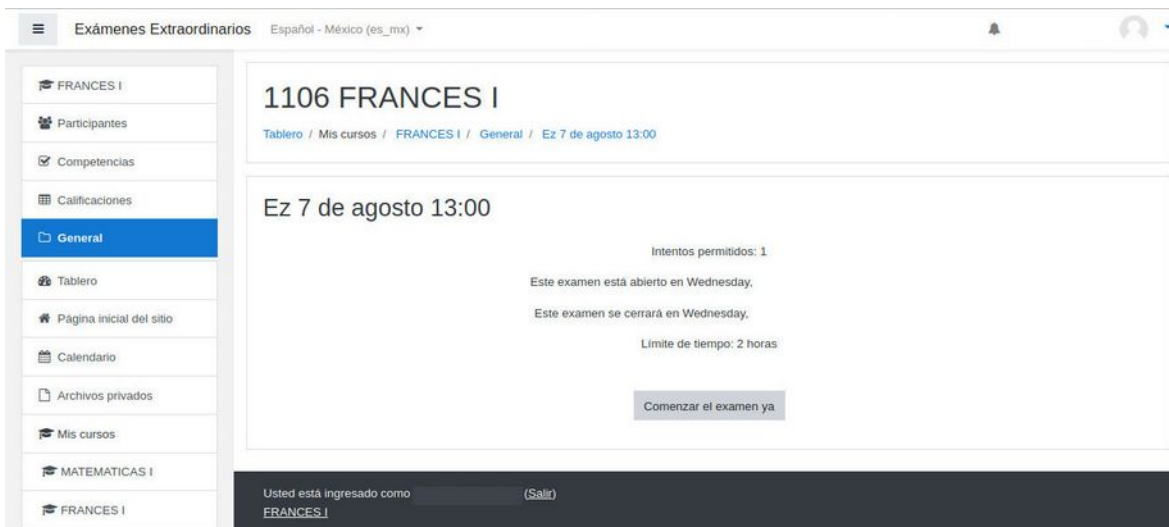 Exámenes Extraordinarios Español - México (es_mx)
FRANCES I
Participantes
Competencias
Calificaciones
General
Tablero
Página inicial del sitio
Calendario
Archivos privados
Mis cursos
MATEMATICAS I
FRANCES I
1106 FRANCES I
Tablero / Mis cursos / FRANCES I / General / Ez 7 de agosto 13:00
Ez 7 de agosto 13:00
Intentos permitidos: 1
Este examen está abierto en Wednesday,
Este examen se cerrará en Wednesday,
Límite de tiempo: 2 horas
Comenzar el examen ya
Usted está ingresado como (Salir)
FRANCES I